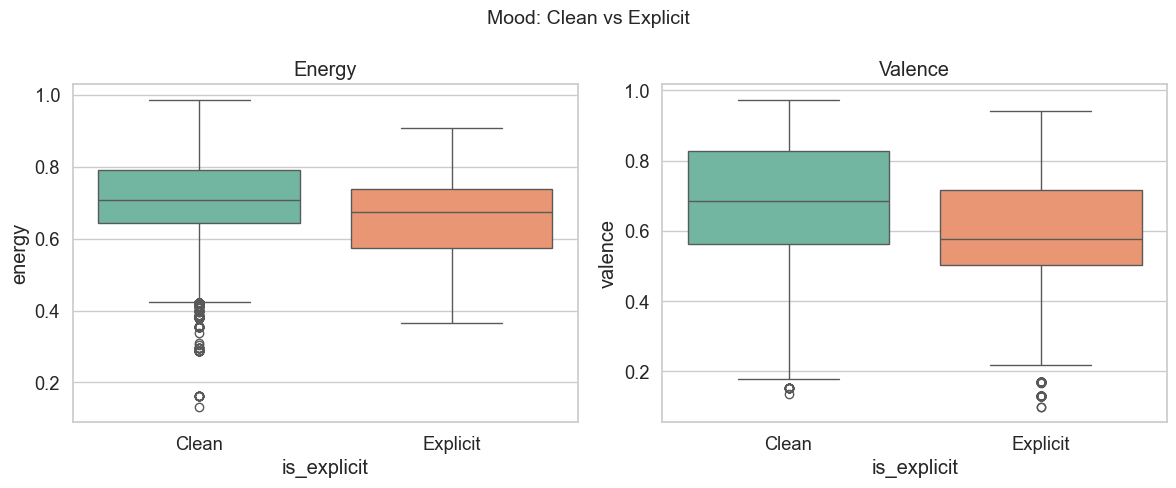 Mood: Clean vs Explicit
Energy
energy
1.0
0.8
0.6
0.4
0.2
Clean
Explicit
is_explicit
Valence
valence
1.0
0.8
0.6
0.4
0.2
Clean
Explicit
is_explicit